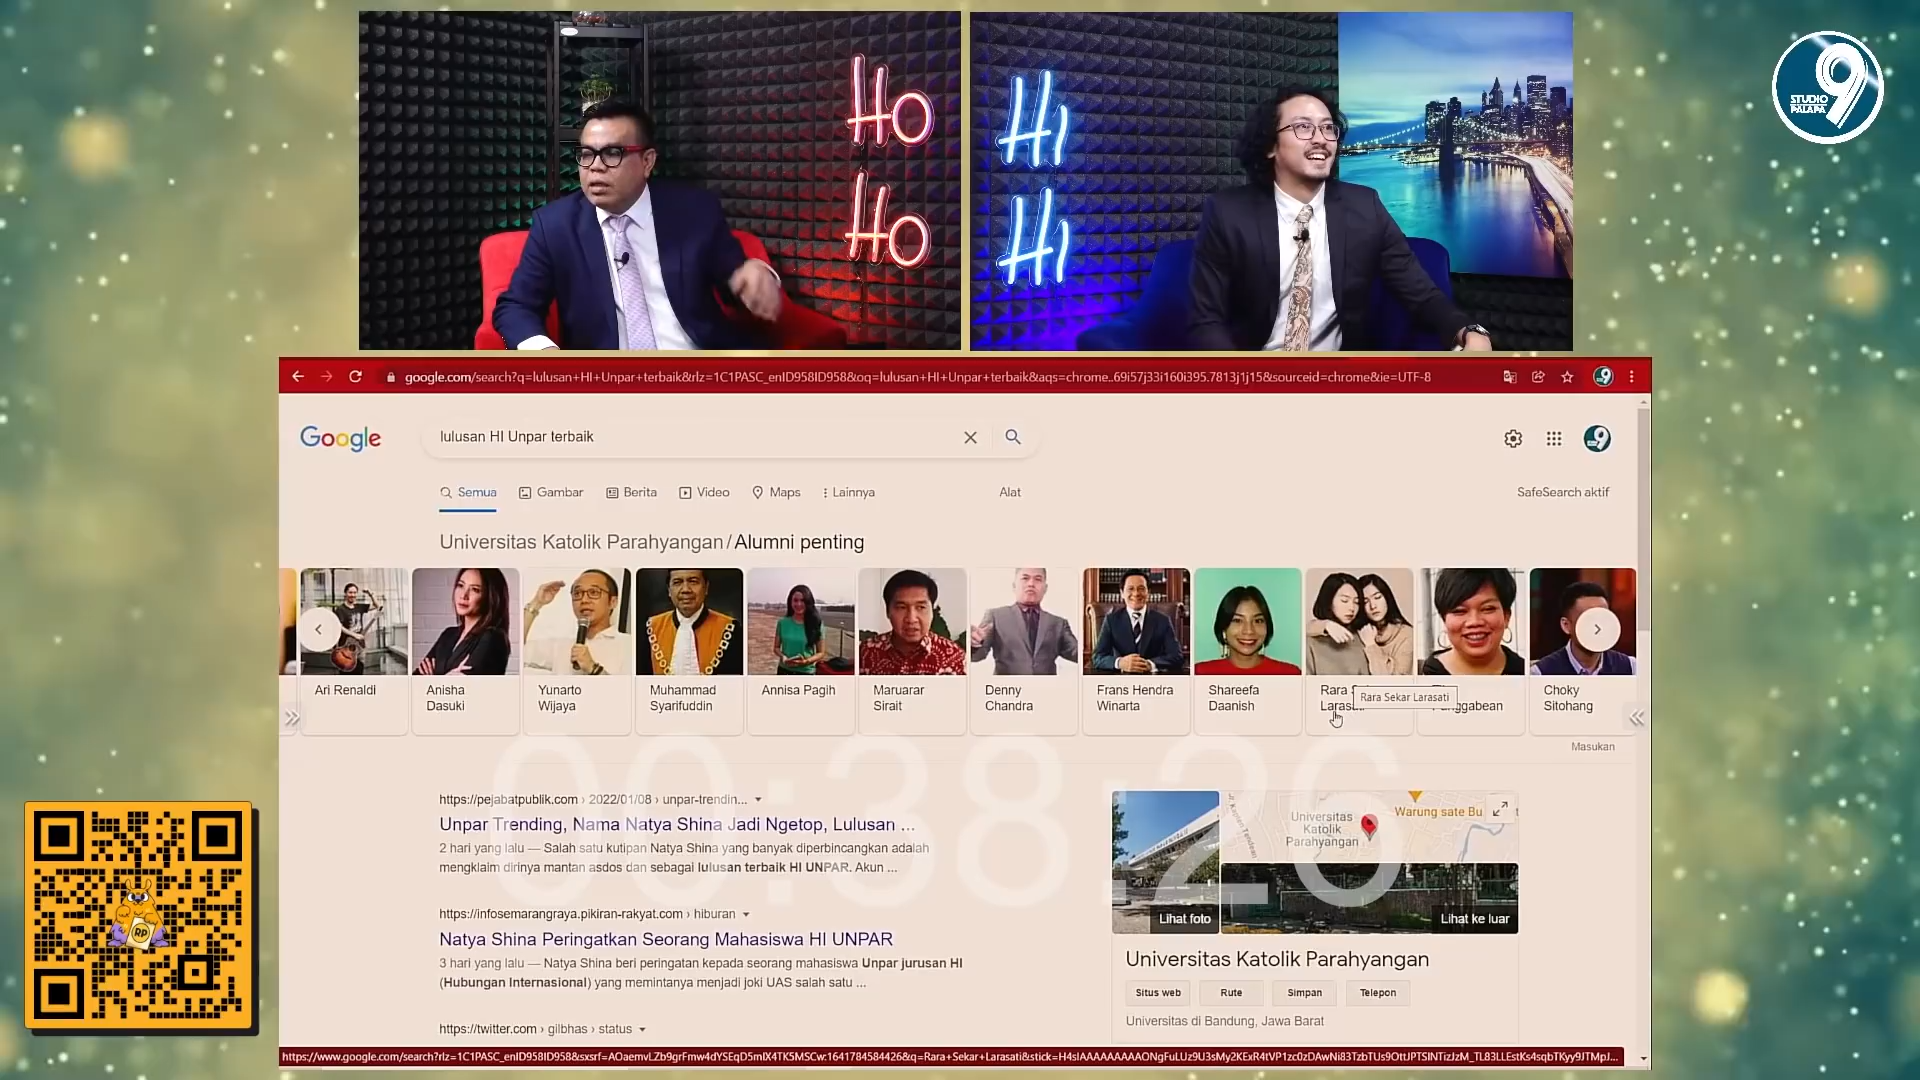 Ho
Ho
Hi
Hi
STUDIO
PALAPA
9
google.com/search?q=lulusan+HI+Unpar+terbaik&rlz=1C1PASC_enID958ID958&oq=lulusan+HI+Unpar+terbaik&aqs=chrome..69i57j33i160i395.7813j1j15&sourceid=chrome&ie=UTF-8
Google
lulusan HI Unpar terbaik
Semua
Gambar
Berita
Video
Maps
Lainnya
Alat
SafeSearch aktif
Universitas Katolik Parahyangan/Alumni penting
Ari Renaldi
Anisha
Dasuki
Yunarto
Wijaya
Muhammad
Syarifuddin
Annisa Pagih
Maruarar
Sirait
Denny
Chandra
Frans Hendra
Winarta
Shareefa
Daanish
Rara
Rara Sekar Larasati
Choky
Sitohang
Masukan
00:38:26
https://pejabatpublik.com › 2022/01/08 › unpar-trendin...
Unpar Trending, Nama Natya Shina Jadi Ngetop, Lulusan ...
2 hari yang lalu — Salah satu kutipan Natya Shina yang banyak diperbincangkan adalah
mengklaim dirinya mantan asdos dan sebagai lulusan terbaik HI UNPAR. Akun ...
https://infosemarangraya.pikiran-rakyat.com › hiburan
Natya Shina Peringatkan Seorang Mahasiswa HI UNPAR
3 hari yang lalu — Natya Shina beri peringatan kepada seorang mahasiswa Unpar jurusan HI
(Hubungan Internasional) yang memintanya menjadi joki UAS salah satu ...
https://twitter.com › gilbhas › status
Universitas
Katolik
Parahyangan
Warung sate Bu
Lihat foto
Lihat ke luar
Universitas Katolik Parahyangan
Situs web
Rute
Simpan
Telepon
Universitas di Bandung, Jawa Barat
RP